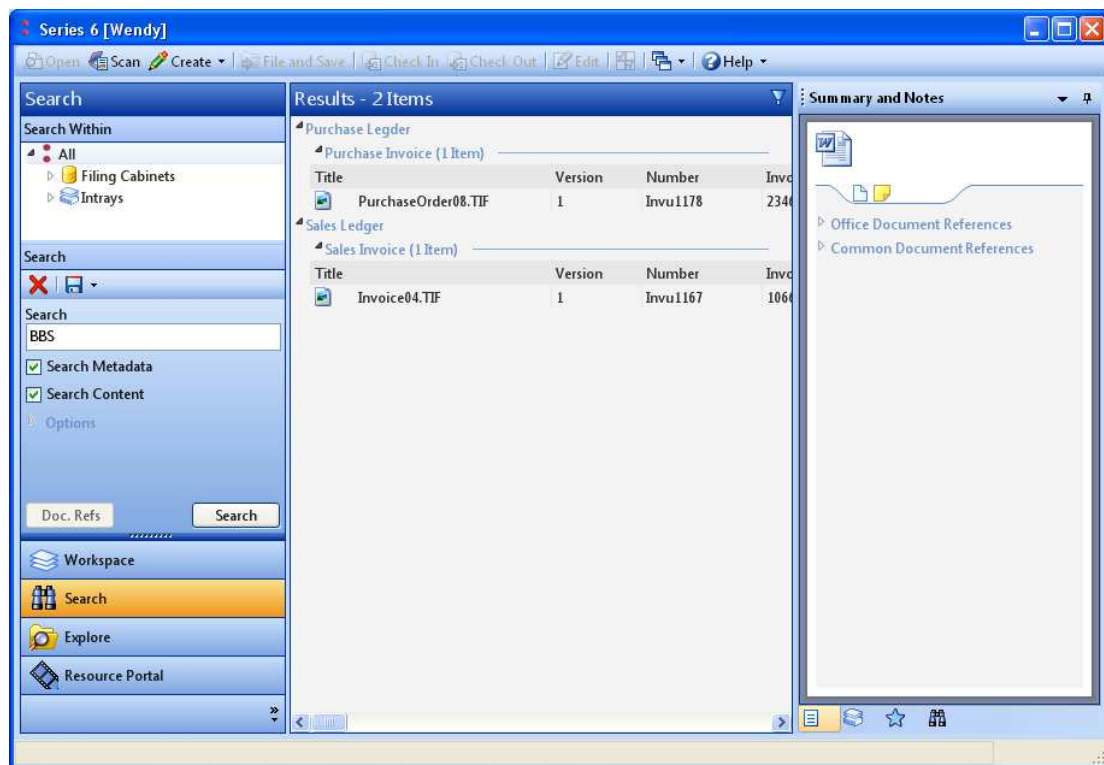 Series 6 [Wendy]
Open Scan Create File and Save Check In Check Out Edit Help
Search
Search Within
All
Filing Cabinets
Intrays
Search
Search
BBS
Search Metadata
Search Content
Options
Doc. Refs Search
Workspace
Search
Explore
Resource Portal
Results - 2 Items
Purchase Legder
Purchase Invoice (1 Item)
Title Version Number Invo
PurchaseOrder08.TIF 1 Invu1178 2346
Sales Ledger
Sales Invoice (1 Item)
Title Version Number Invo
Invoice04.TIF 1 Invu1167 1066
Summary and Notes
Office Document References
Common Document References